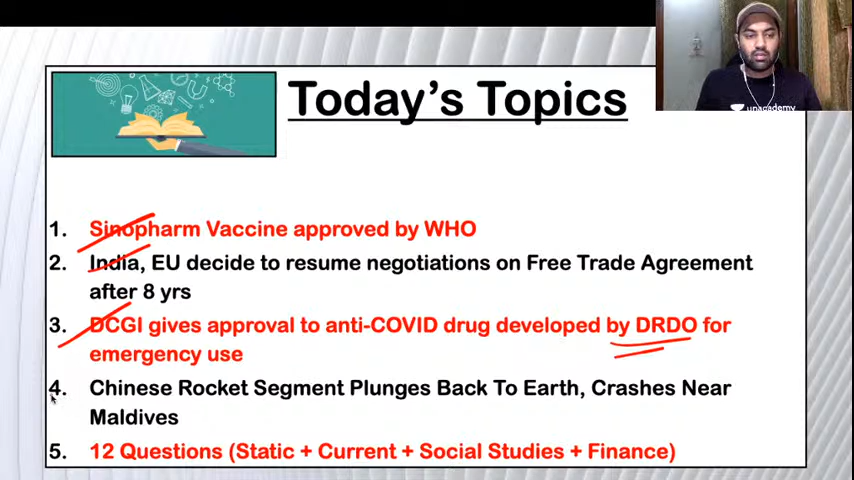 Today's Topics
unacademy
1. Sinopharm Vaccine approved by WHO
2. India, EU decide to resume negotiations on Free Trade Agreement
after 8 yrs
3. DCGI gives approval to anti-COVID drug developed by DRDO for
emergency use
4. Chinese Rocket Segment Plunges Back To Earth, Crashes Near
Maldives
5. 12 Questions (Static + Current + Social Studies + Finance)